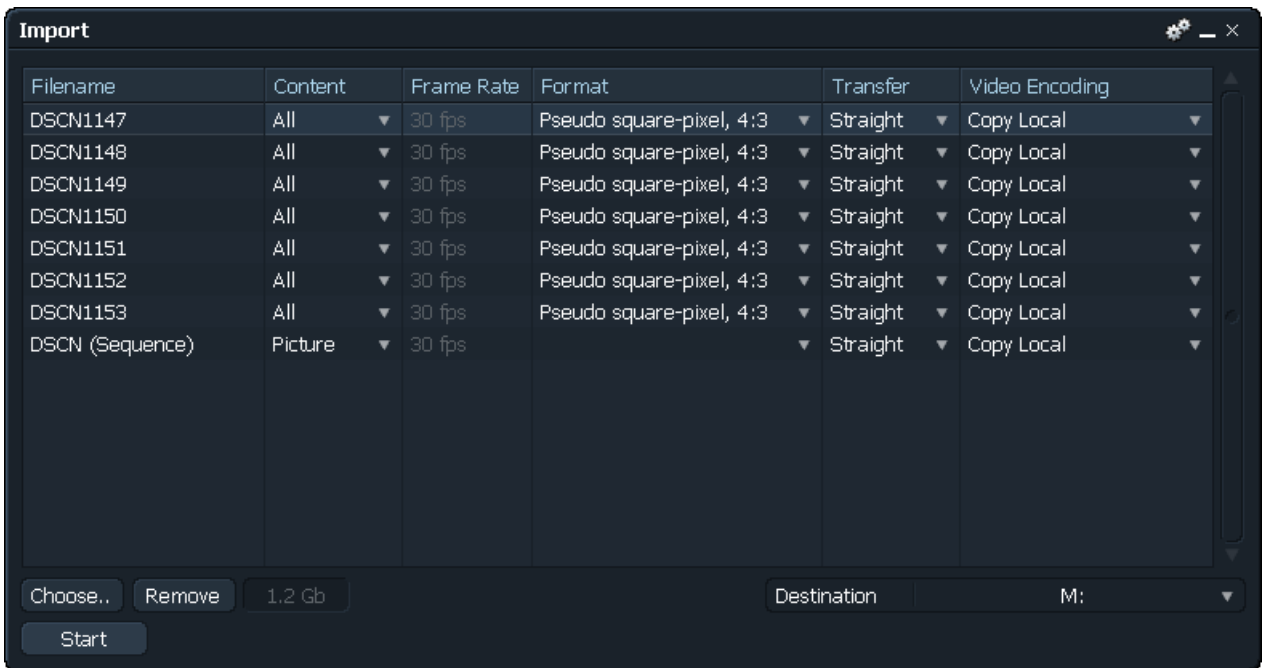 Import
Filename Content Frame Rate Format Transfer Video Encoding
DSCN1147 All 30 fps Pseudo square-pixel, 4:3 Straight Copy Local
DSCN1148 All 30 fps Pseudo square-pixel, 4:3 Straight Copy Local
DSCN1149 All 30 fps Pseudo square-pixel, 4:3 Straight Copy Local
DSCN1150 All 30 fps Pseudo square-pixel, 4:3 Straight Copy Local
DSCN1151 All 30 fps Pseudo square-pixel, 4:3 Straight Copy Local
DSCN1152 All 30 fps Pseudo square-pixel, 4:3 Straight Copy Local
DSCN1153 All 30 fps Pseudo square-pixel, 4:3 Straight Copy Local
DSCN (Sequence) Picture 30 fps Straight Copy Local
Choose.. Remove 1.2 Gb Destination M:
Start